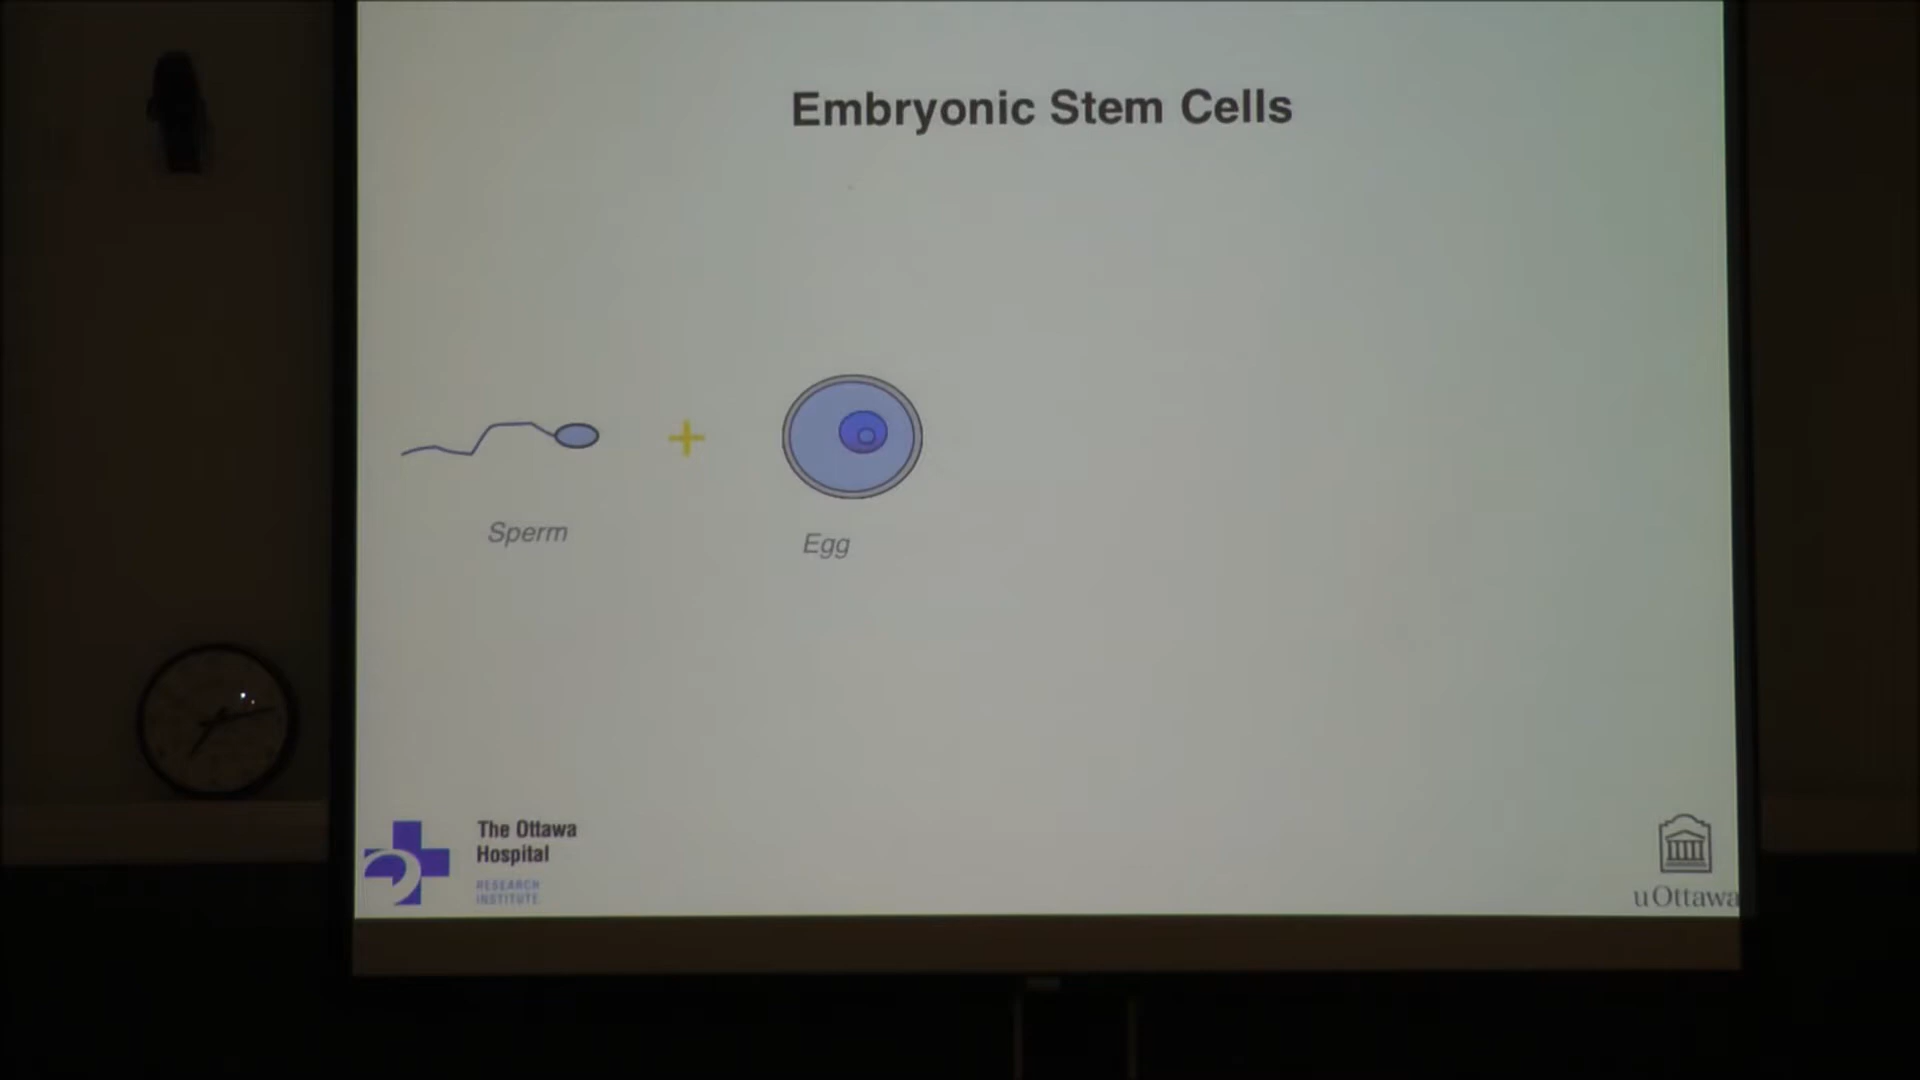 Embryonic Stem Cells
+
Sperm
Egg
The Ottawa
Hospital
RESEARCH
INSTITUTE
uOttawa